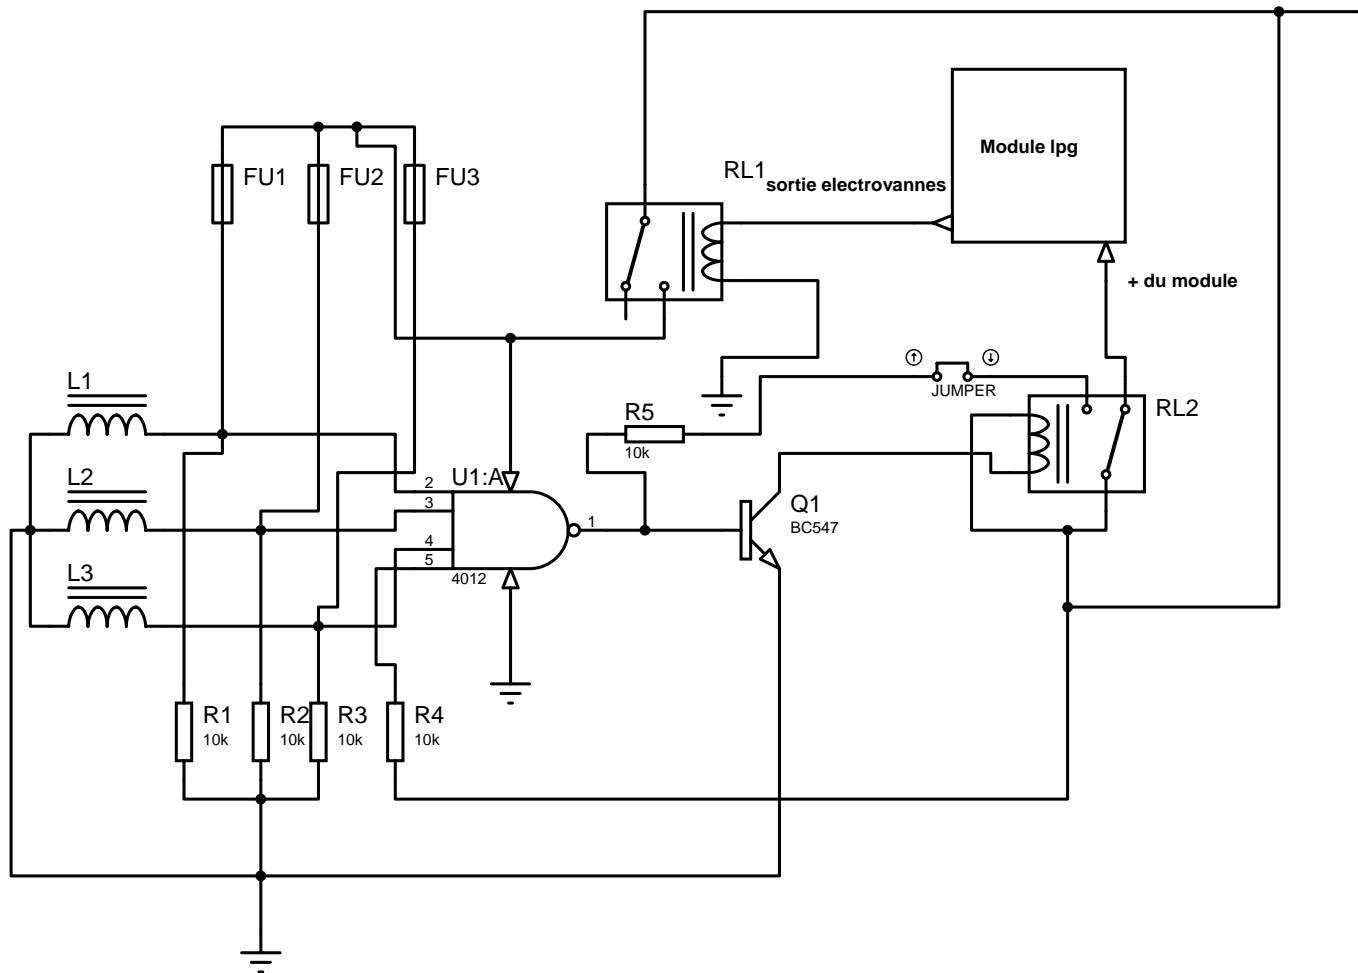 Module lpg
RL1
sortie electrovannes
+ du module
FU1
FU2
FU3
L1
L2
L3
R5
10k
JUMPER
RL2
U1:A
2
3
4
5
1
4012
Q1
BC547
R1
10k
R2
10k
R3
10k
R4
10k